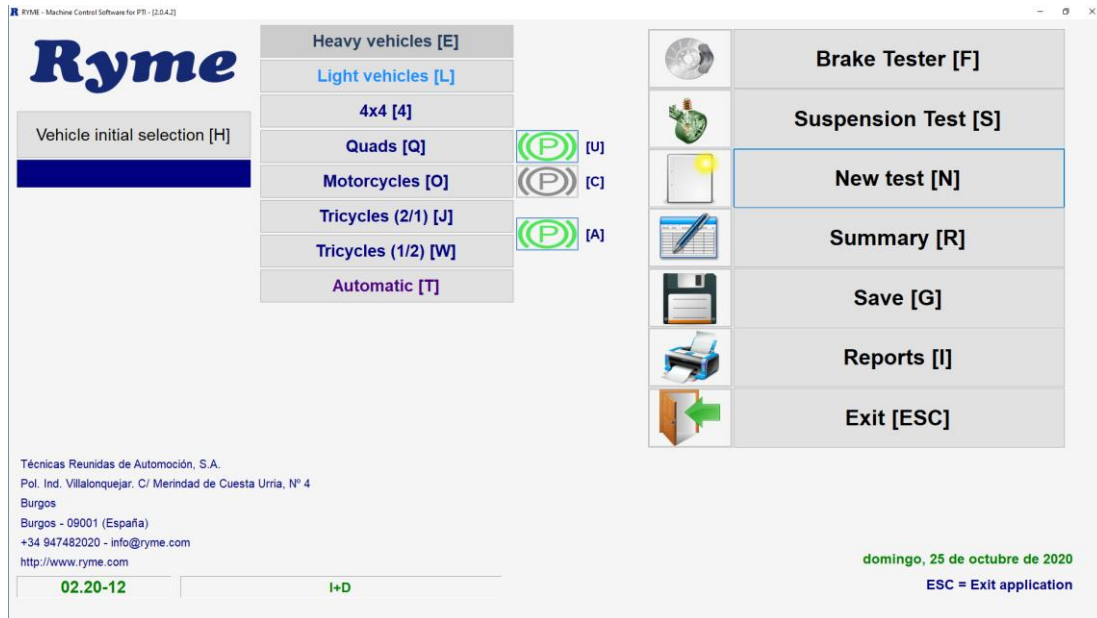 RYME - Machine Control Software for PTI - [2.0.4.2]
Ryme
Vehicle initial selection [H]
Heavy vehicles [E]
Light vehicles [L]
4x4 [4]
Quads [Q]
Motorcycles [O]
Tricycles (2/1) [J]
Tricycles (1/2) [W]
Automatic [T]
(P) [U]
(P) [C]
(P) [A]
Brake Tester [F]
Suspension Test [S]
New test [N]
Summary [R]
Save [G]
Reports [I]
Exit [ESC]
Técnicas Reunidas de Automoción, S.A.
Pol. Ind. Villalonquejar. C/ Merindad de Cuesta Urria, Nº 4
Burgos
Burgos - 09001 (España)
+34 947482020 - info@ryme.com
http://www.ryme.com
02.20-12
I+D
domingo, 25 de octubre de 2020
ESC = Exit application